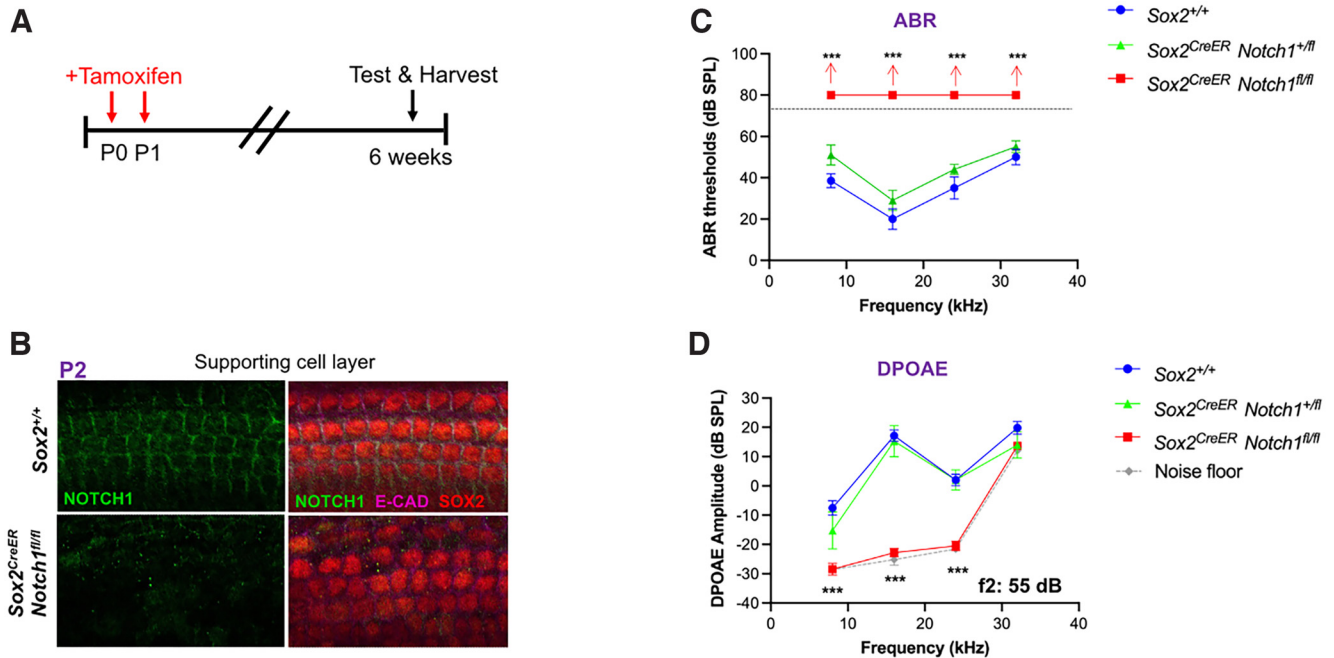 A
+Tamoxifen
Test & Harvest
P0 P1
6 weeks
B
P2
Supporting cell layer
Sox2+/+
NOTCH1
NOTCH1 E-CAD SOX2
Sox2CreER
Notch1fl/fl
C
ABR
ABR thresholds (dB SPL)
100
80
60
40
20
0
*** *** *** ***
0 10 20 30 40
Frequency (kHz)
Sox2+/+
Sox2CreER Notch1+/fl
Sox2CreER Notch1fl/fl
D
DPOAE
DPOAE Amplitude (dB SPL)
30
20
10
0
-10
-20
-30
-40
*** *** ***
f2: 55 dB
0 10 20 30 40
Frequency (kHz)
Sox2+/+
Sox2CreER Notch1+/fl
Sox2CreER Notch1fl/fl
Noise floor